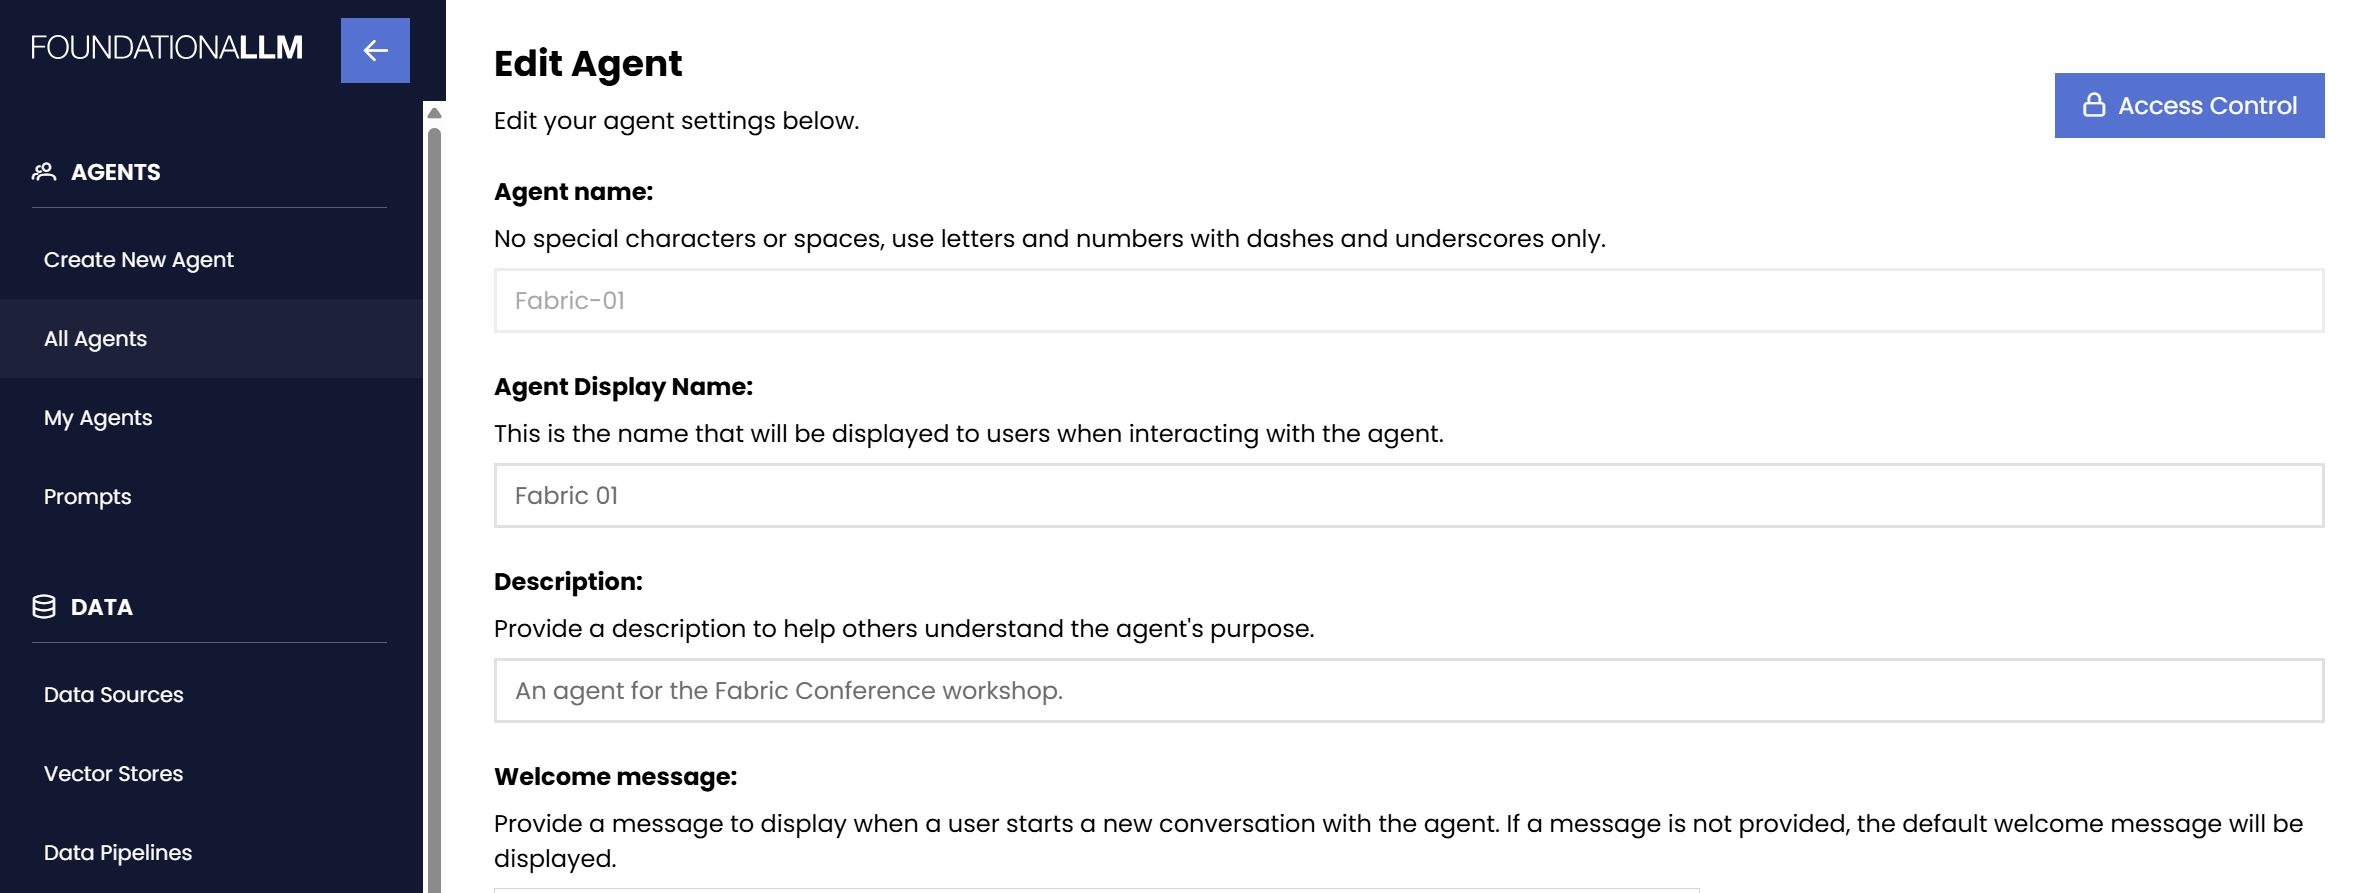 FOUNDATIONALLM
AGENTS
Create New Agent
All Agents
My Agents
Prompts
DATA
Data Sources
Vector Stores
Data Pipelines
Edit Agent
Edit your agent settings below.
Access Control
Agent name:
No special characters or spaces, use letters and numbers with dashes and underscores only.
Fabric-01
Agent Display Name:
This is the name that will be displayed to users when interacting with the agent.
Fabric 01
Description:
Provide a description to help others understand the agent's purpose.
An agent for the Fabric Conference workshop.
Welcome message:
Provide a message to display when a user starts a new conversation with the agent. If a message is not provided, the default welcome message will be
displayed.